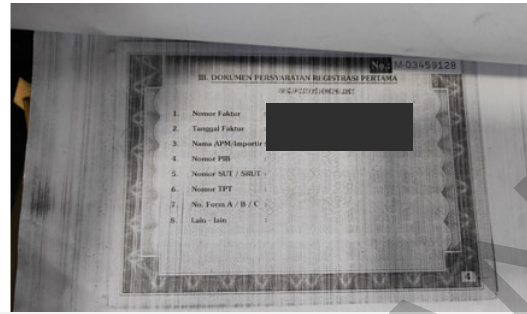 No.: M-03459128
III. DOKUMEN PERSYARATAN REGISTRASI PERTAMA
1. Nomor Faktur :
2. Tanggal Faktur
3. Nama APM/Importir :
4. Nomor PIB
5. Nomor SUT / SRUT :
6. Nomor TPT :
7. No. Form A / B / C :
8. Lain - lain :
4